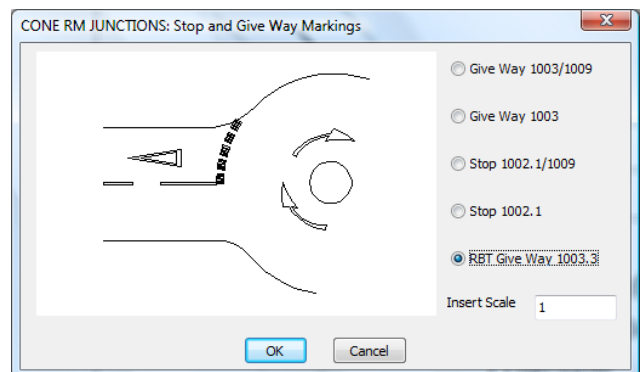 CONE RM JUNCTIONS: Stop and Give Way Markings
Give Way 1003/1009
Give Way 1003
Stop 1002.1/1009
Stop 1002.1
RBT Give Way 1003.3
Insert Scale 1
OK Cancel